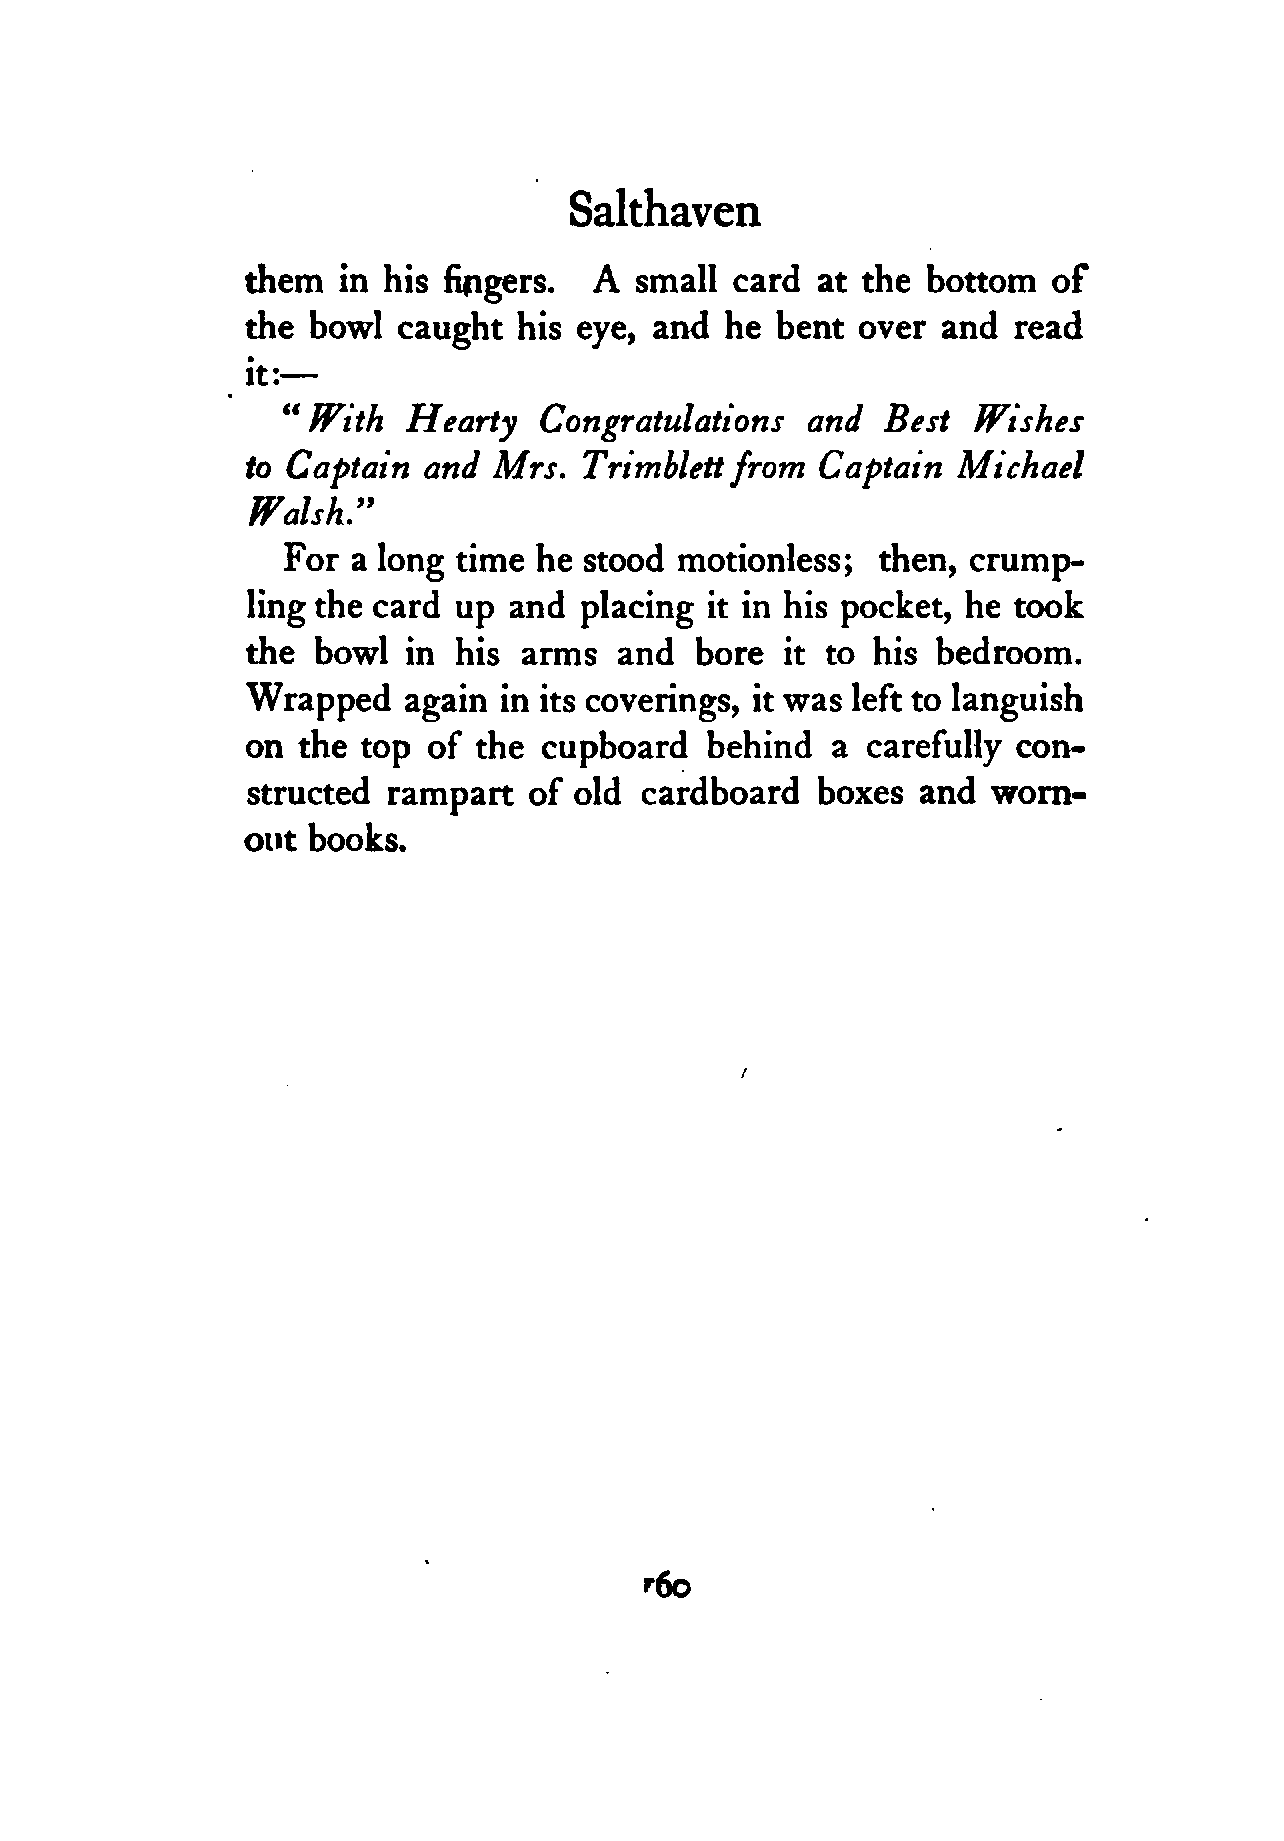 Salthaven
them in his fingers. A small card at the bottom of
the bowl caught his eye, and he bent over and read
it:—
“With Hearty Congratulations and Best Wishes
to Captain and Mrs. Trimblett from Captain Michael
Walsh.”
For a long time he stood motionless; then, crump-
ling the card up and placing it in his pocket, he took
the bowl in his arms and bore it to his bedroom.
Wrapped again in its coverings, it was left to languish
on the top of the cupboard behind a carefully con-
structed rampart of old cardboard boxes and worn-
out books.
160